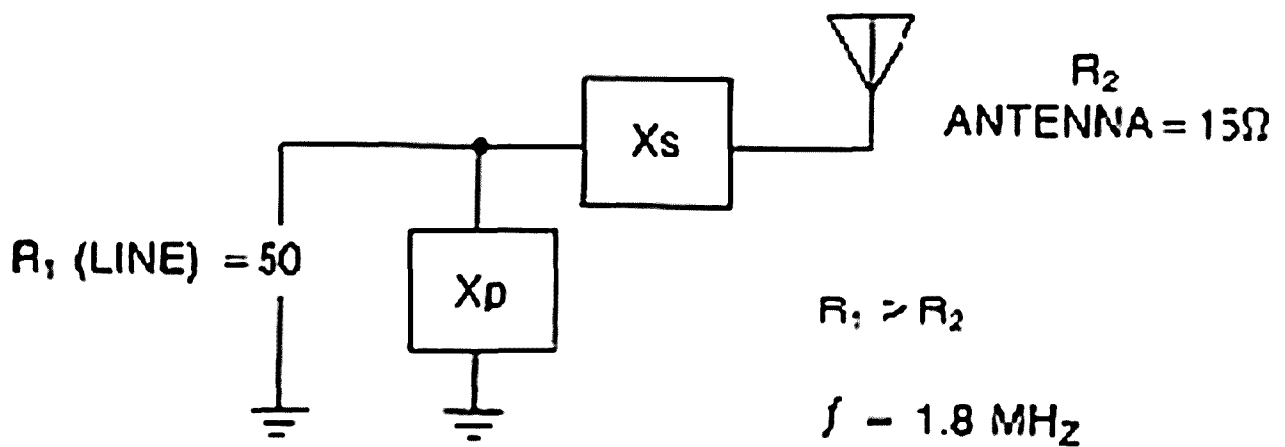 R₂
ANTENNA = 15Ω
Xs
R₁ (LINE) = 50
Xp
R₁ > R₂
f = 1.8 MHz